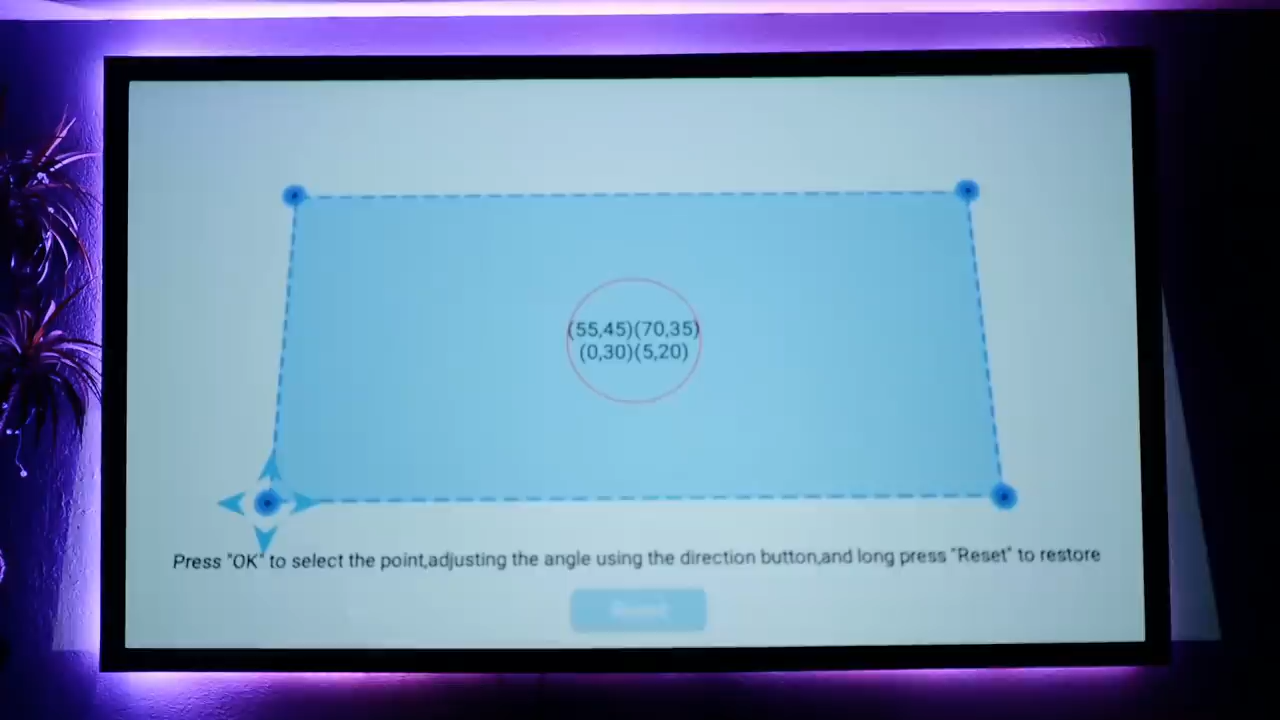 (55,45)(70,35)
(0,30)(5,20)
Press "OK" to select the point,adjusting the angle using the direction button,and long press "Reset" to restore
Reset